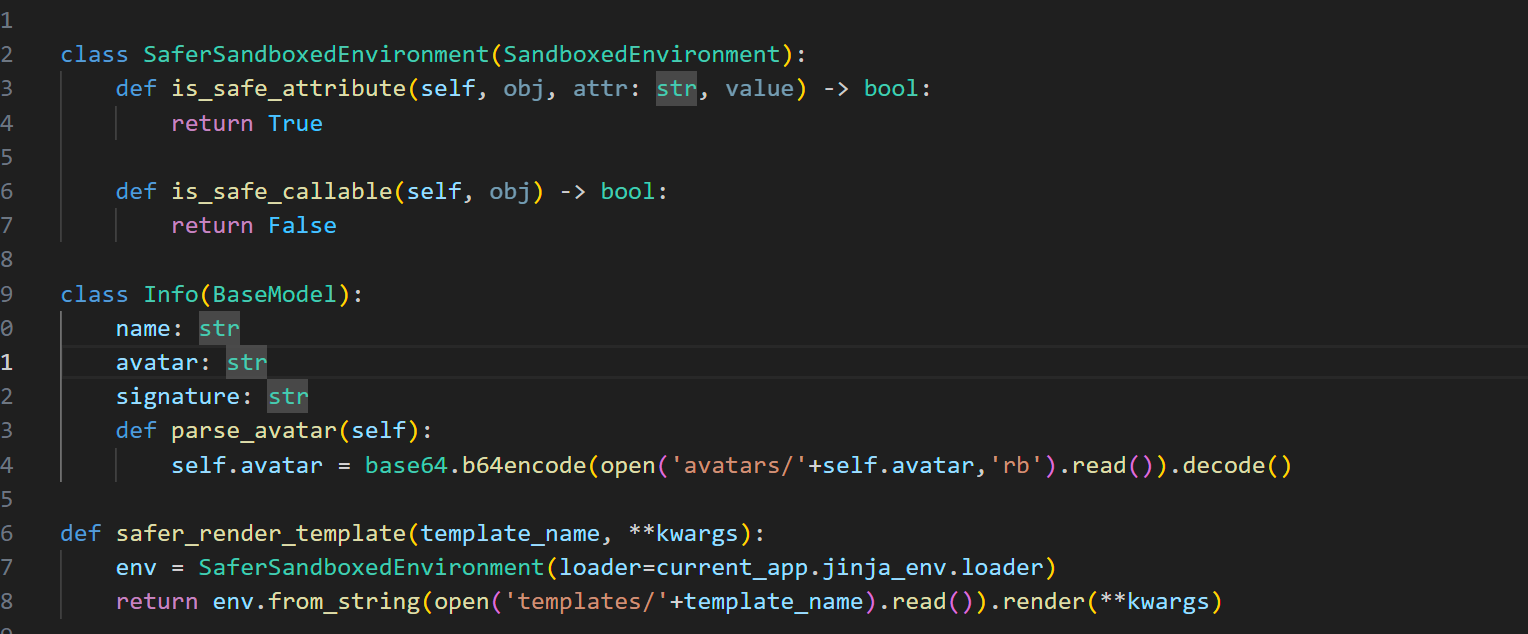 1
2 class SaferSandboxedEnvironment(SandboxedEnvironment):
3     def is_safe_attribute(self, obj, attr: str, value) -> bool:
4         return True
5
6     def is_safe_callable(self, obj) -> bool:
7         return False
8
9 class Info(BaseModel):
0     name: str
1     avatar: str
2     signature: str
3     def parse_avatar(self):
4         self.avatar = base64.b64encode(open('avatars/'+self.avatar,'rb').read()).decode()
5
6 def safer_render_template(template_name, **kwargs):
7     env = SaferSandboxedEnvironment(loader=current_app.jinja_env.loader)
8     return env.from_string(open('templates/'+template_name).read()).render(**kwargs)